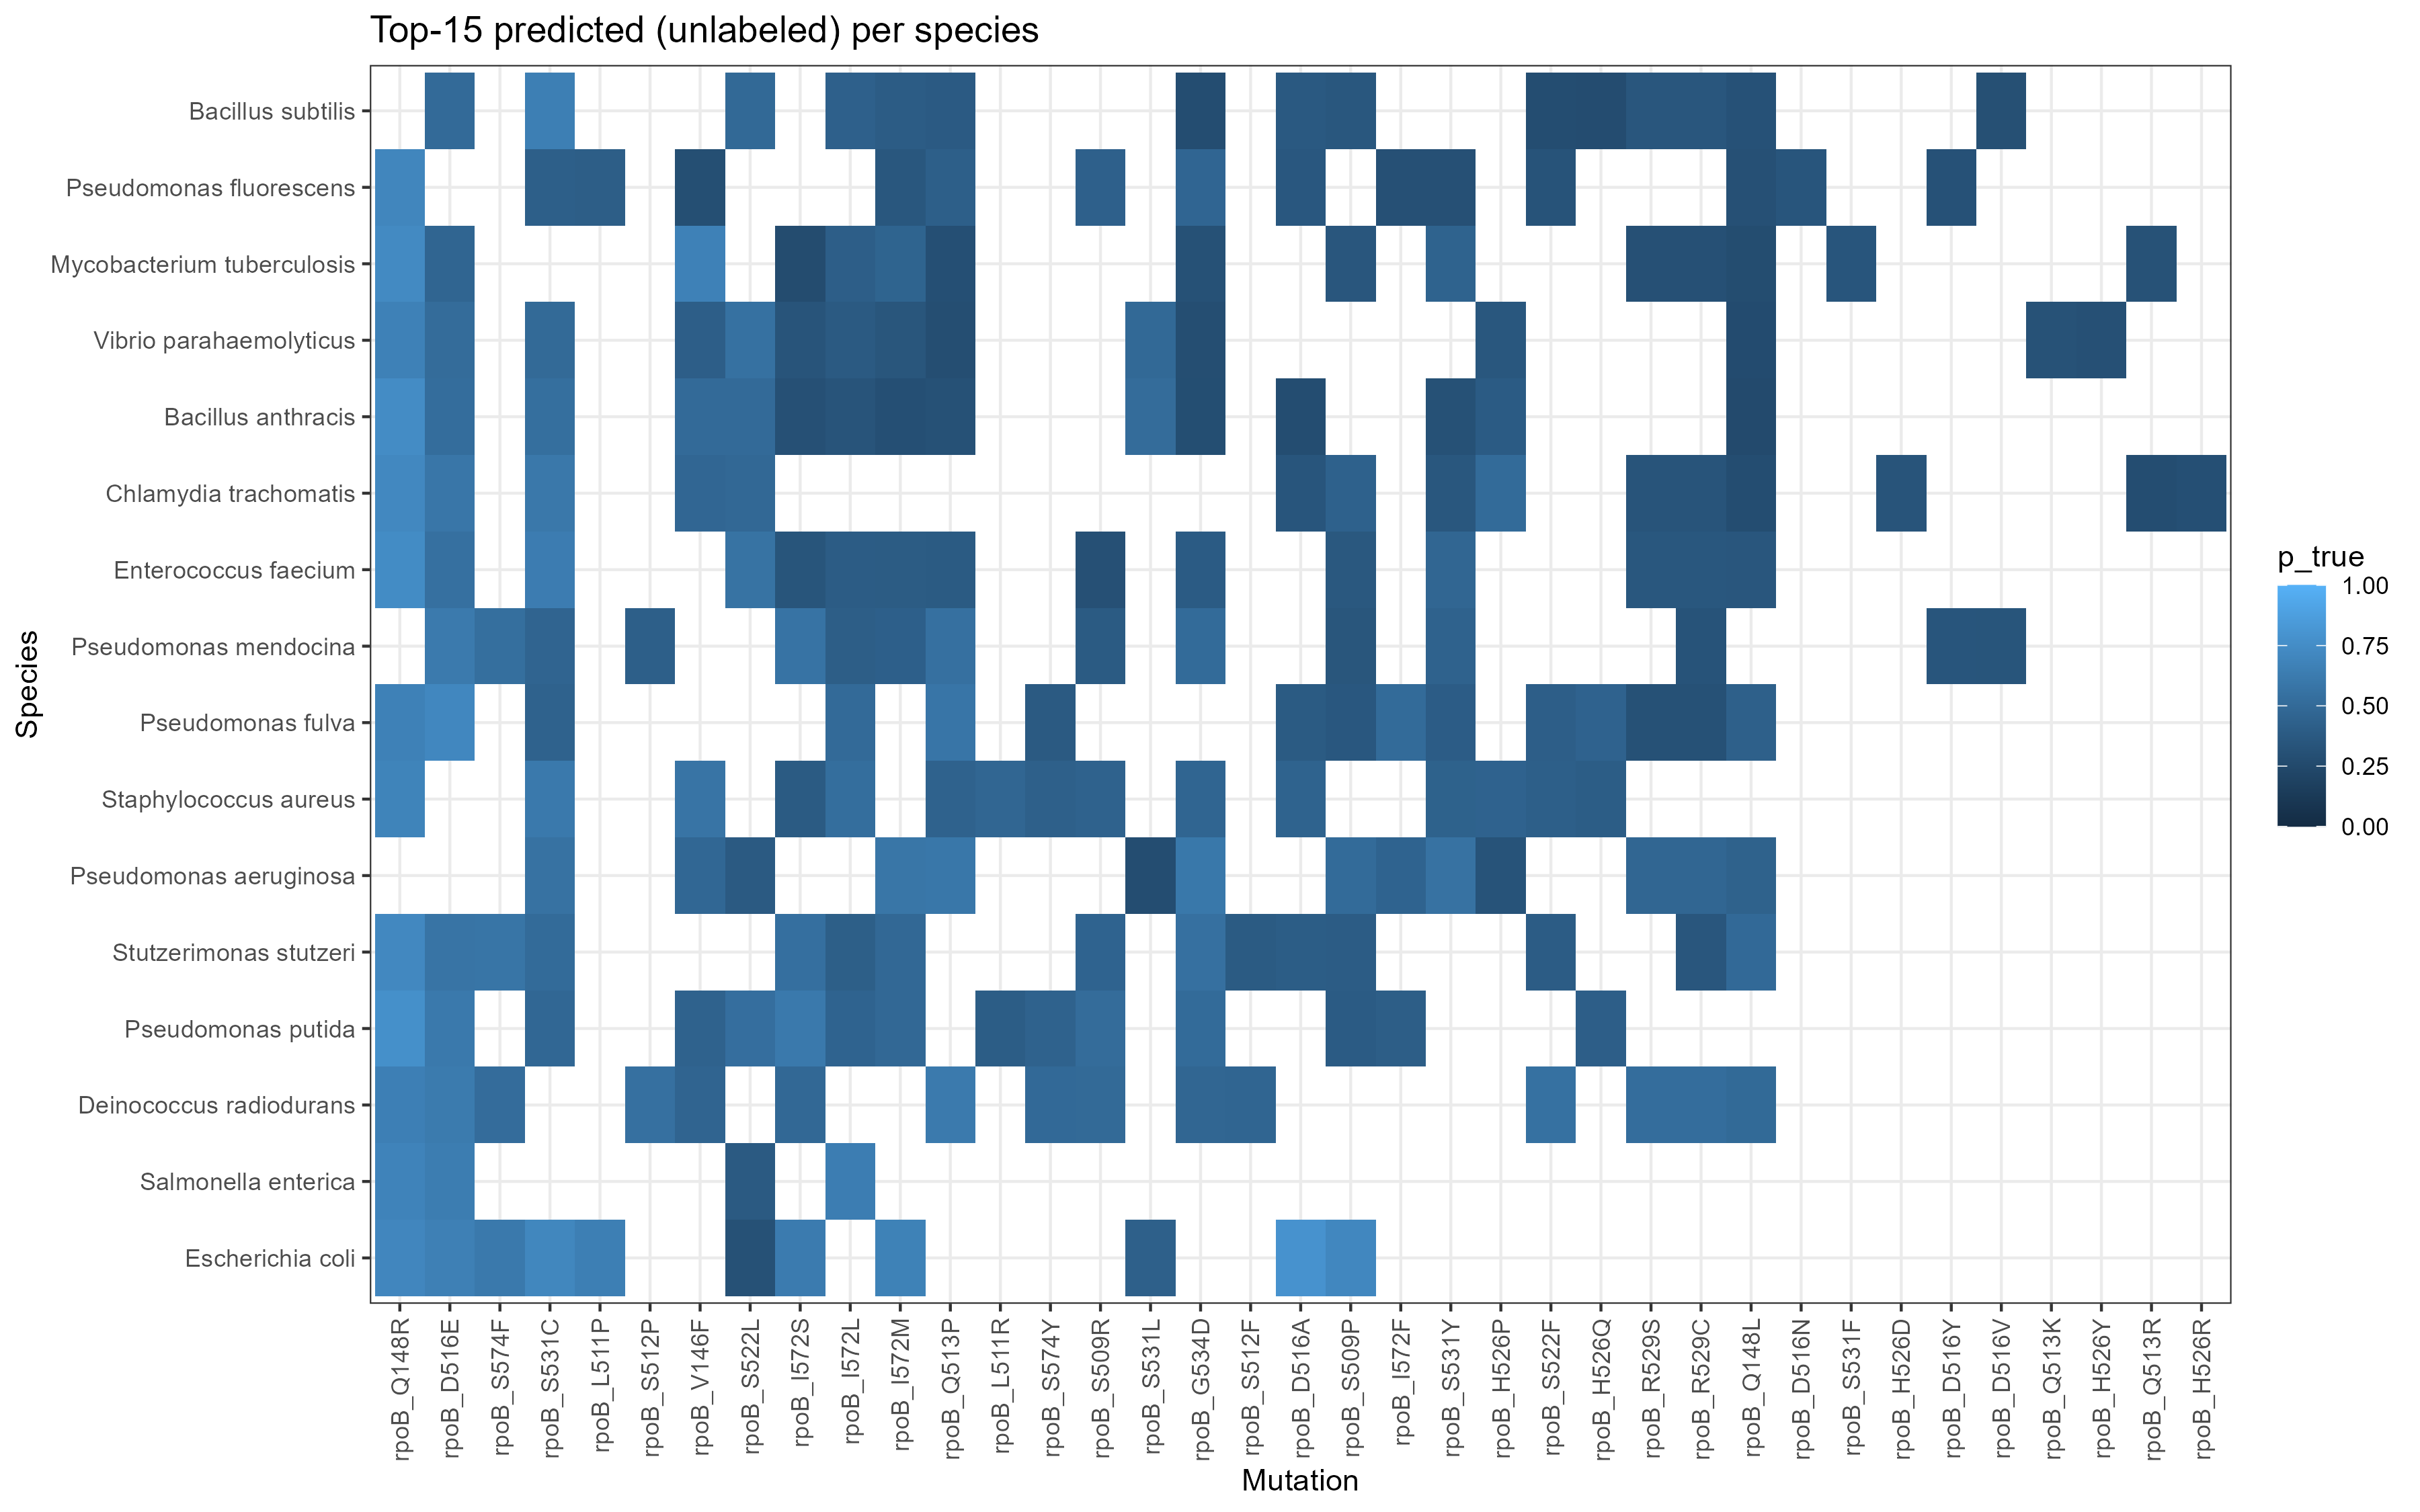 Top-15 predicted (unlabeled) per species
Species
Bacillus subtilis
Pseudomonas fluorescens
Mycobacterium tuberculosis
Vibrio parahaemolyticus
Bacillus anthracis
Chlamydia trachomatis
Enterococcus faecium
Pseudomonas mendocina
Pseudomonas fulva
Staphylococcus aureus
Pseudomonas aeruginosa
Stutzerimonas stutzeri
Pseudomonas putida
Deinococcus radiodurans
Salmonella enterica
Escherichia coli
rpoB_Q148R
rpoB_D516E
rpoB_S574F
rpoB_S531C
rpoB_L511P
rpoB_S512P
rpoB_V146F
rpoB_S522L
rpoB_I572S
rpoB_I572L
rpoB_I572M
rpoB_Q513P
rpoB_L511R
rpoB_S574Y
rpoB_S509R
rpoB_S531L
rpoB_G534D
rpoB_S512F
rpoB_D516A
rpoB_S509P
rpoB_I572F
rpoB_S531Y
rpoB_H526P
rpoB_S522F
rpoB_H526Q
rpoB_R529S
rpoB_R529C
rpoB_Q148L
rpoB_D516N
rpoB_S531F
rpoB_H526D
rpoB_D516Y
rpoB_D516V
rpoB_Q513K
rpoB_H526Y
rpoB_Q513R
rpoB_H526R
Mutation
p_true
1.00
0.75
0.50
0.25
0.00